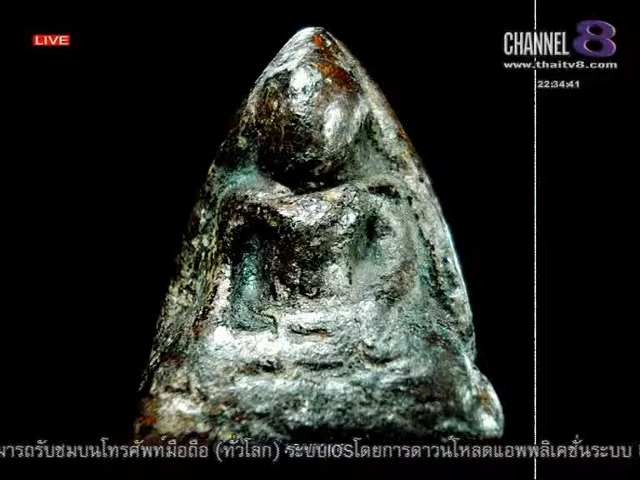 LIVE
CHANNEL 8
www.thaitv8.com
22:34:41
มารถรับชมบนโทรศัพท์มือถือ (ทั่วโลก) ระบบIOSโดยการดาวน์โหลดแอพพลิเคชั่นระบบ